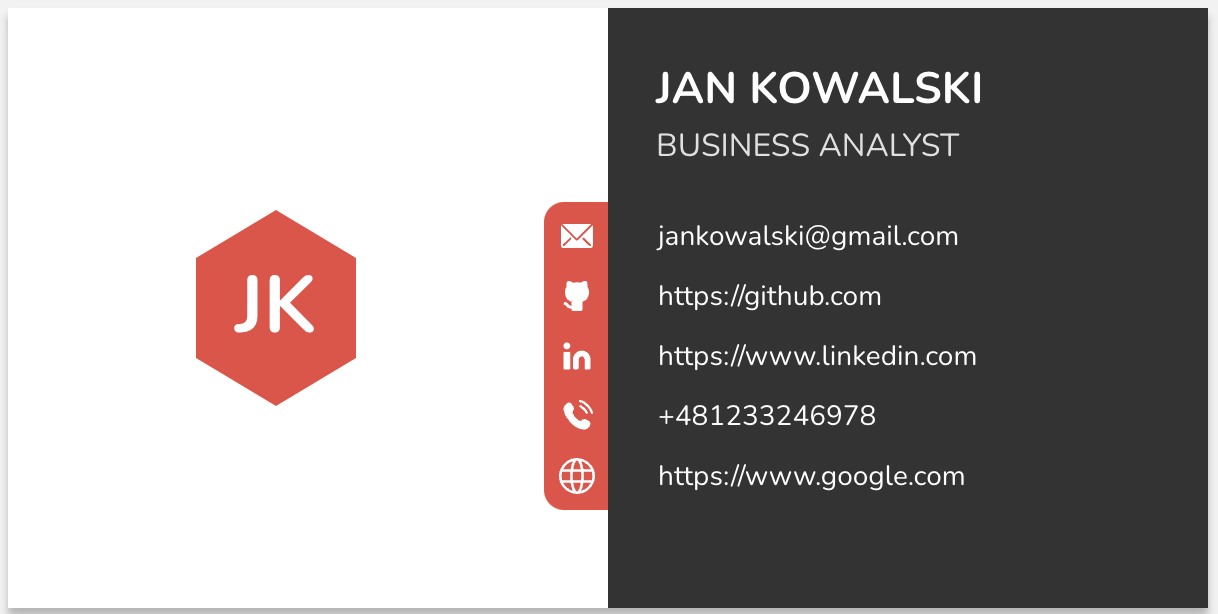 JK
JAN KOWALSKI
BUSINESS ANALYST
jankowalski@gmail.com
https://github.com
in
https://www.linkedin.com
+481233246978
https://www.google.com